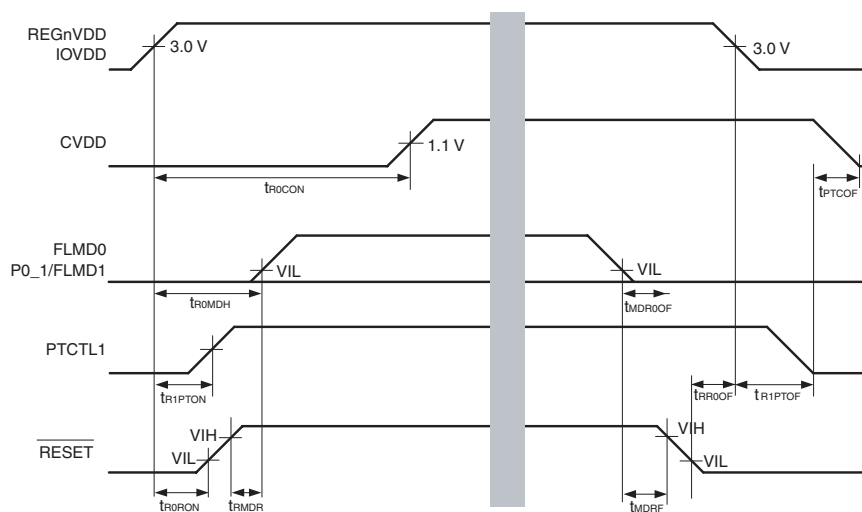 REGnVDD
IOVDD
3.0 V
3.0 V
CVDD
1.1 V
tR0CON
tPTCOF
FLMD0
P0_1/FLMD1
VIL
VIL
tR0MDH
tMDR0OF
PTCTL1
tR1PTON
tRR0OF
tR1PTOF
RESET
VIH
VIL
VIH
VIL
tR0RON
tRMDR
tMDRF